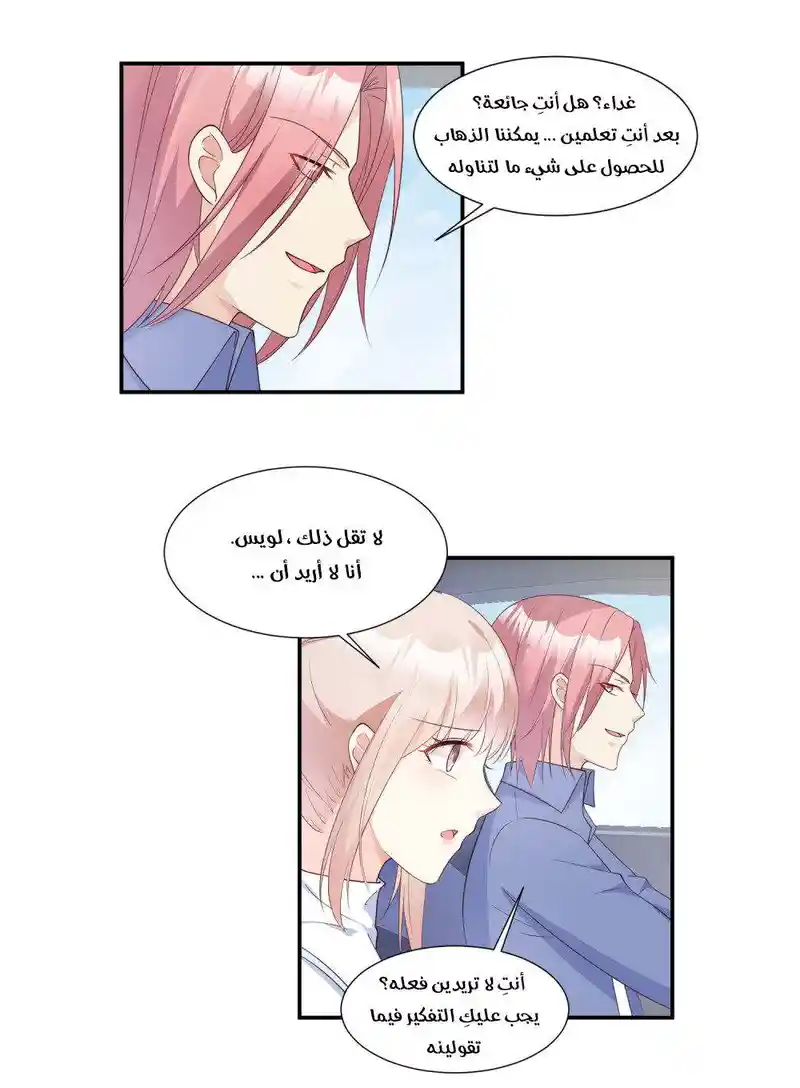 غداء؟ هل أنتِ جائعة؟
بعد أنتِ تعلمين ... يمكننا الذهاب
للحصول على شيء ما لتناوله
لا تقل ذلك ، لويس.
أنا لا أريد أن ...
أنتِ لا تريدين فعله؟
يجب عليكِ التفكير فيما
تقولينه